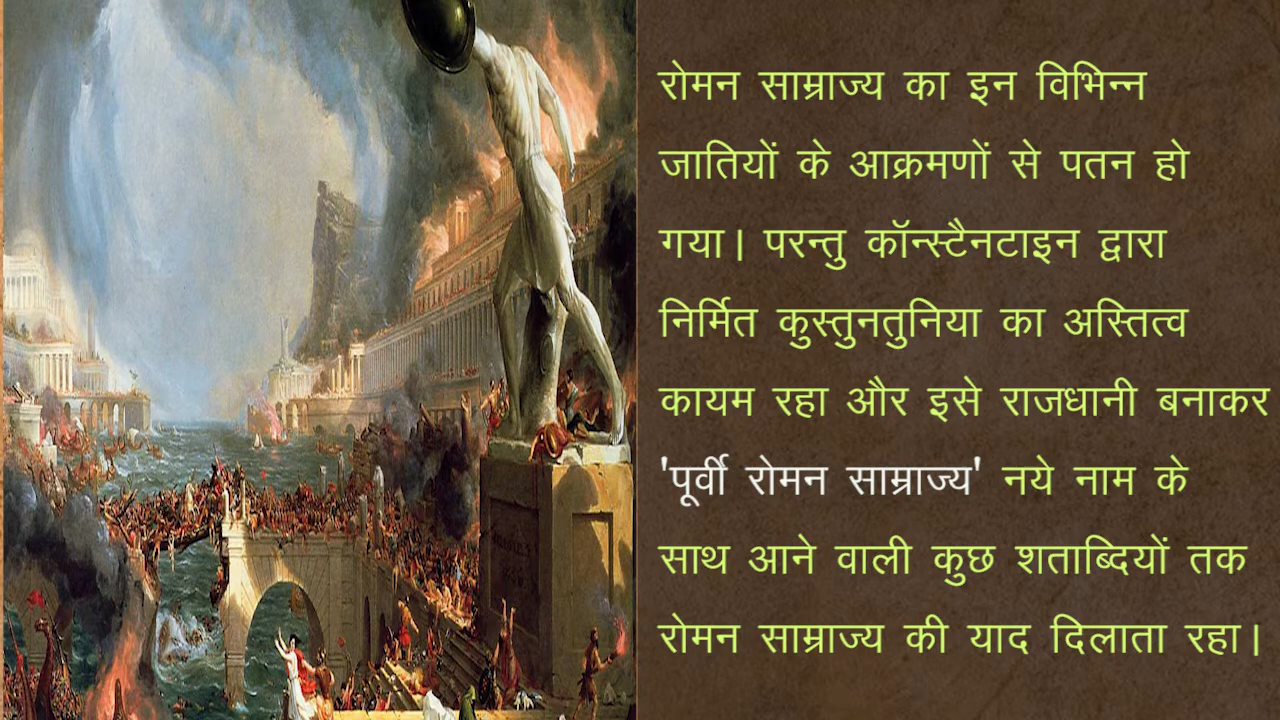 रोमन साम्राज्य का इन विभिन्न
जातियों के आक्रमणों से पतन हो
गया। परन्तु कॉन्स्टैनटाइन द्वारा
निर्मित कुस्तुनतुनिया का अस्तित्व
कायम रहा और इसे राजधानी बनाकर
'पूर्वी रोमन साम्राज्य' नये नाम के
साथ आने वाली कुछ शताब्दियों तक
रोमन साम्राज्य की याद दिलाता रहा।